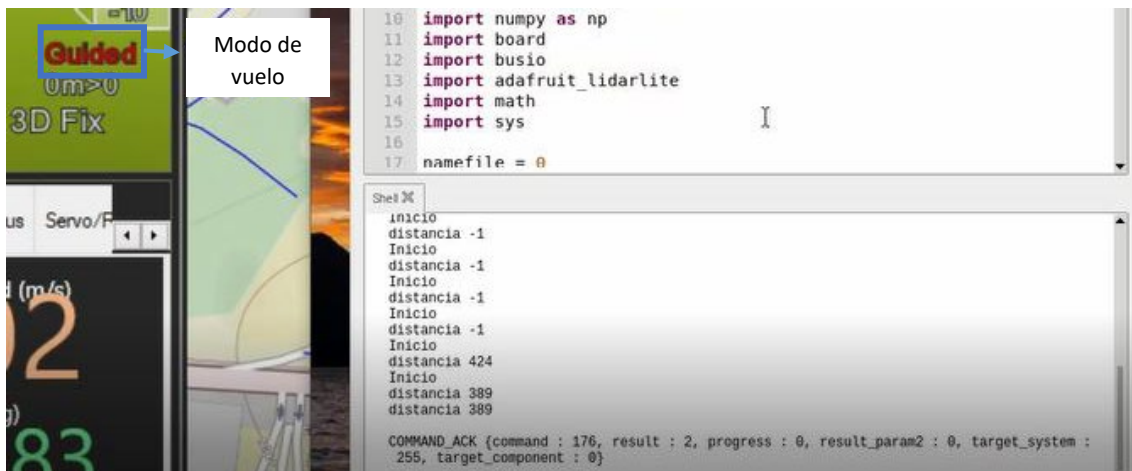 -10
Guided
0m>0
3D Fix
Modo de
vuelo
us Servo/
d (m/s)
02
g)
83
10 import numpy as np
11 import board
12 import busio
13 import adafruit_lidarlite
14 import math
15 import sys
16
17 namefile = 0
Shell
Inicio
distancia -1
Inicio
distancia -1
Inicio
distancia -1
Inicio
distancia -1
Inicio
distancia 424
Inicio
distancia 389
distancia 389
COMMAND_ACK {command : 176, result : 2, progress : 0, result_param2 : 0, target_system :
255, target_component : 0}